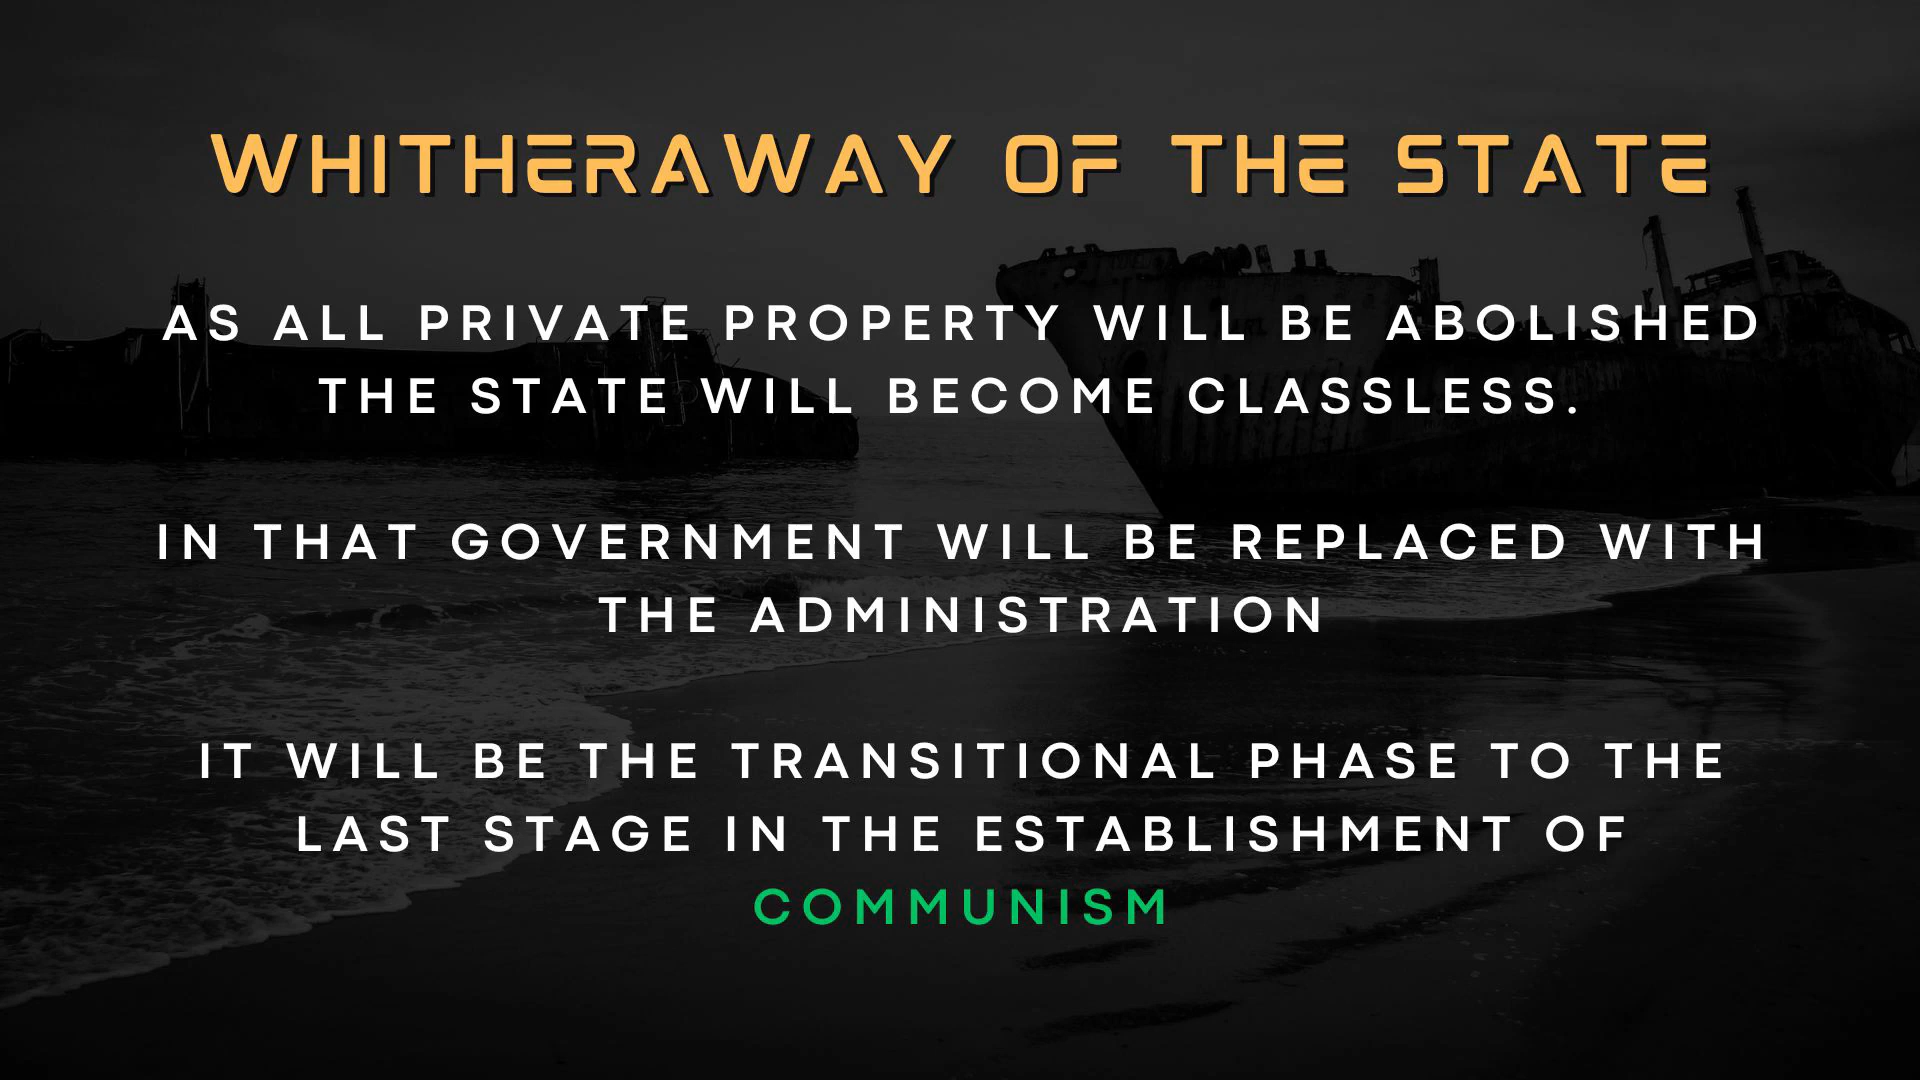 WHITHERAWAY OF THE STATE
AS ALL PRIVATE PROPERTY WILL BE ABOLISHED
THE STATE WILL BECOME CLASSLESS.
IN THAT GOVERNMENT WILL BE REPLACED WITH
THE ADMINISTRATION
IT WILL BE THE TRANSITIONAL PHASE TO THE
LAST STAGE IN THE ESTABLISHMENT OF
COMMUNISM